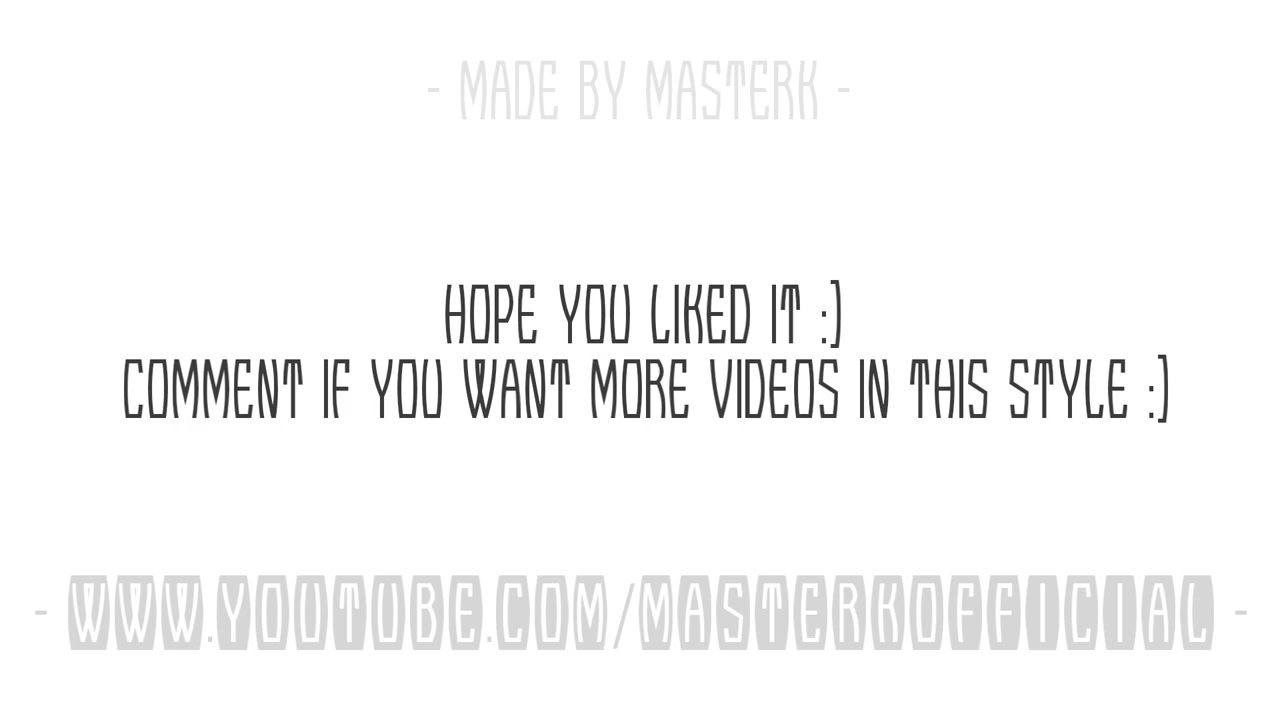 - MADE BY MASTERK -
HOPE YOU LIKED IT :]
COMMENT IF YOU WANT MORE VIDEOS IN THIS STYLE :]
- WWW.YOUTUBE.COM/MASTERKOFFICIAL -